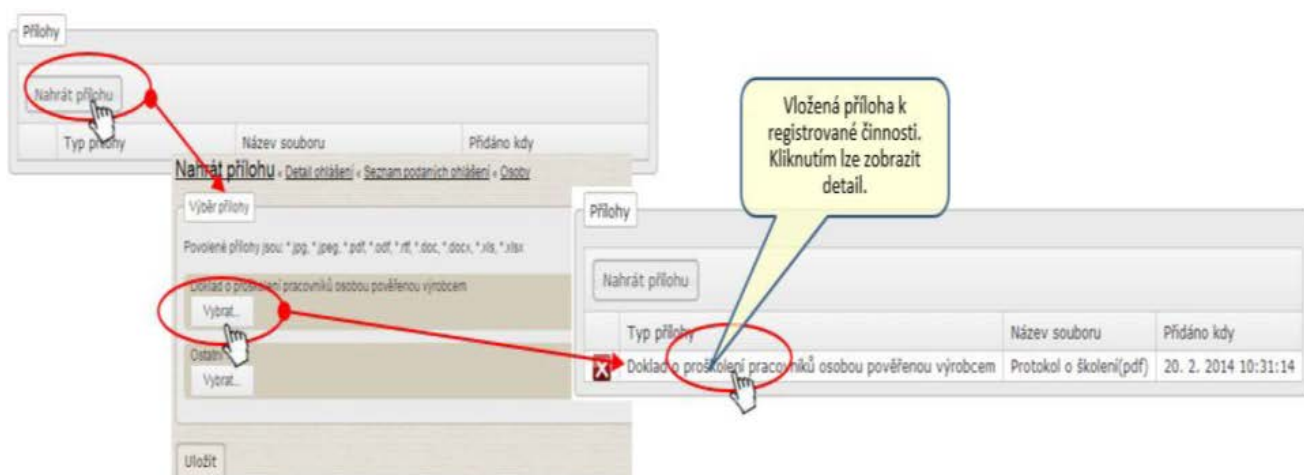 Přílohy
Nahrát přílohu
Typ přílohy Název souboru Přidáno kdy
Nahrát přílohu « Detail ohlášení « Seznam podaných ohlášení « Osoby
Výběr přílohy
Povolené přílohy jsou: *.jpg, *.jpeg, *.pdf, *.odf, *.rtf, *.doc, *.docx, *.xls, *.xlsx
Doklad o proškolení pracovníků osobou pověřenou výrobcem
Vybrat...
Ostatní
Vybrat...
Uložit
Vložená příloha k
registrované činnosti.
Kliknutím lze zobrazit
detail.
Přílohy
Nahrát přílohu
Typ přílohy Název souboru Přidáno kdy
Doklad o proškolení pracovníků osobou pověřenou výrobcem Protokol o školení(pdf) 20. 2. 2014 10:31:14